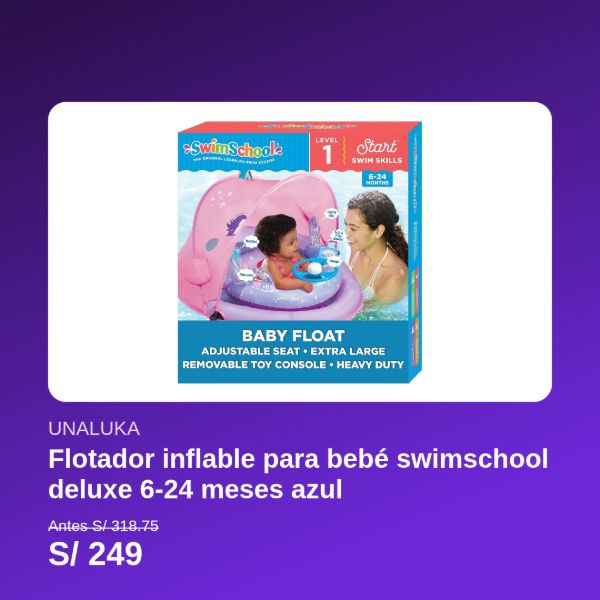 SwimSchool
THE ORIGINAL LEARN-TO-SWIM SYSTEM
LEVEL
1
Start
SWIM SKILLS
6-24
MONTHS
BABY FLOAT
ADJUSTABLE SEAT • EXTRA LARGE
REMOVABLE TOY CONSOLE • HEAVY DUTY
UNALUKA
Flotador inflable para bebé swimschool
deluxe 6-24 meses azul
Antes S/ 318.75
S/ 249